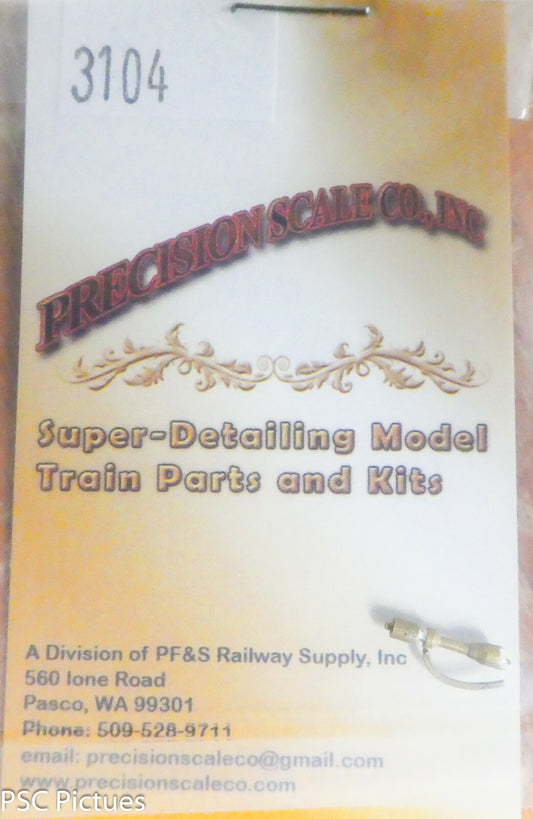 3104
PRECISION SCALE CO., INC
Super-Detailing Model
Train Parts and Kits
A Division of PF&S Railway Supply, Inc
560 Ione Road
Pasco, WA 99301
Phone: 509-528-9711
email: precisionscaleco@gmail.com
www.precisionscaleco.com
PSC Pictues